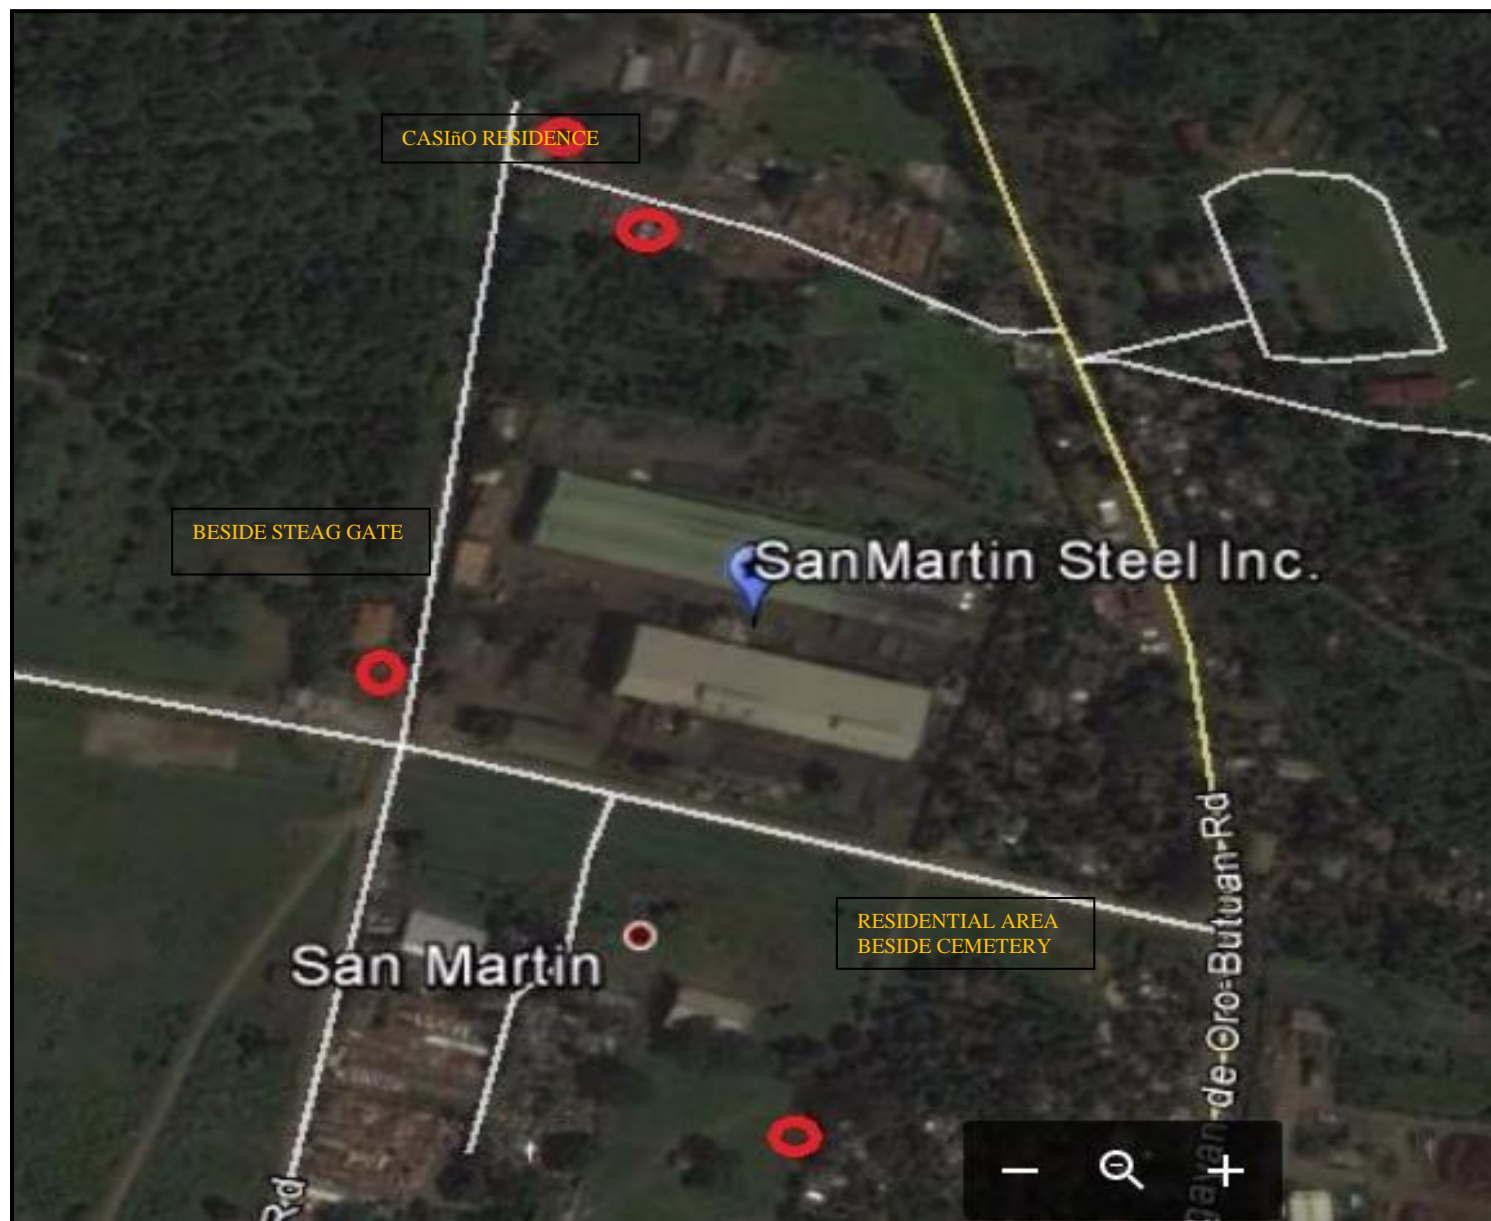 CASIñO RESIDENCE
BESIDE STEAG GATE
SanMartin Steel Inc.
RESIDENTIAL AREA
BESIDE CEMETERY
San Martin
gayan-de-Oro-Butuan-Rd
Rd